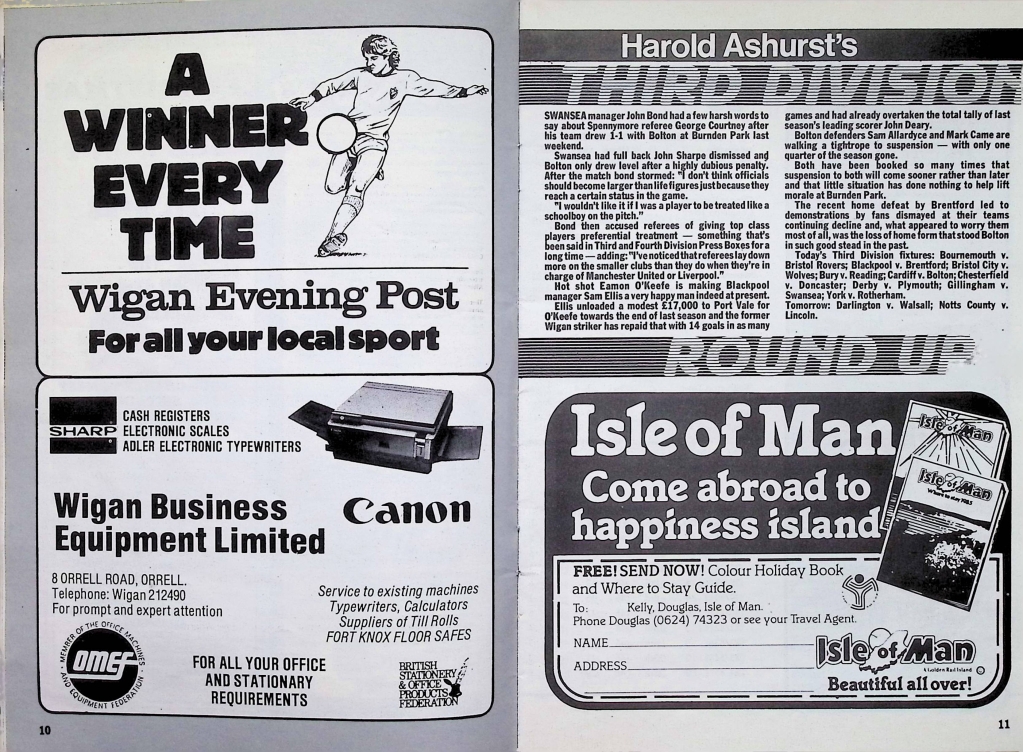 A
WINNER
EVERY
TIME
Wigan Evening Post
For all your local sport
SHARP
CASH REGISTERS
ELECTRONIC SCALES
ADLER ELECTRONIC TYPEWRITERS
Wigan Business
Equipment Limited
Canon
8 ORRELL ROAD, ORRELL.
Telephone: Wigan 212490
For prompt and expert attention
Service to existing machines
Typewriters, Calculators
Suppliers of Till Rolls
FORT KNOX FLOOR SAFES
MEMBER OF THE OFFICE MACHINES
AND EQUIPMENT FEDERATION
omef
FOR ALL YOUR OFFICE
AND STATIONARY
REQUIREMENTS
BRITISH
STATIONERY
& OFFICE
PRODUCTS
FEDERATION
10
Harold Ashurst's
THIRD DIVISION
SWANSEA manager John Bond had a few harsh words to
say about Spennymore referee George Courtney after
his team drew 1-1 with Bolton at Burnden Park last
weekend.
Swansea had full back John Sharpe dismissed and
Bolton only drew level after a highly dubious penalty.
After the match bond stormed: "I don't think officials
should become larger than life figures just because they
reach a certain status in the game.
"I wouldn't like it if I was a player to be treated like a
schoolboy on the pitch."
Bond then accused referees of giving top class
players preferential treatment — something that's
been said in Third and Fourth Division Press Boxes for a
long time — adding: "I've noticed that referees lay down
more on the smaller clubs than they do when they're in
charge of Manchester United or Liverpool."
Hot shot Eamon O'Keefe is making Blackpool
manager Sam Ellis a very happy man indeed at present.
Ellis unloaded a modest £17,000 to Port Vale for
O'Keefe towards the end of last season and the former
Wigan striker has repaid that with 14 goals in as many
games and had already overtaken the total tally of last
season's leading scorer John Deary.
Bolton defenders Sam Allardyce and Mark Came are
walking a tightrope to suspension — with only one
quarter of the season gone.
Both have been booked so many times that
suspension to both will come sooner rather than later
and that little situation has done nothing to help lift
morale at Burnden Park.
The recent home defeat by Brentford led to
demonstrations by fans dismayed at their teams
continuing decline and, what appeared to worry them
most of all, was the loss of home form that stood Bolton
in such good stead in the past.
Today's Third Division fixtures: Bournemouth v.
Bristol Rovers; Blackpool v. Brentford; Bristol City v.
Wolves; Bury v. Reading; Cardiff v. Bolton; Chesterfield
v. Doncaster; Derby v. Plymouth; Gillingham v.
Swansea; York v. Rotherham.
Tomorrow: Darlington v. Walsall; Notts County v.
Lincoln.
ROUND UP
Isle of Man
Come abroad to
happiness island
Isle of Man
Isle of Man
Where to stay 1985
FREE! SEND NOW! Colour Holiday Book
and Where to Stay Guide.
To: Kelly, Douglas, Isle of Man.
Phone Douglas (0624) 74323 or see your Travel Agent.
NAME
ADDRESS
Isle of Man
A Golden Rail Island
Beautiful all over!
11